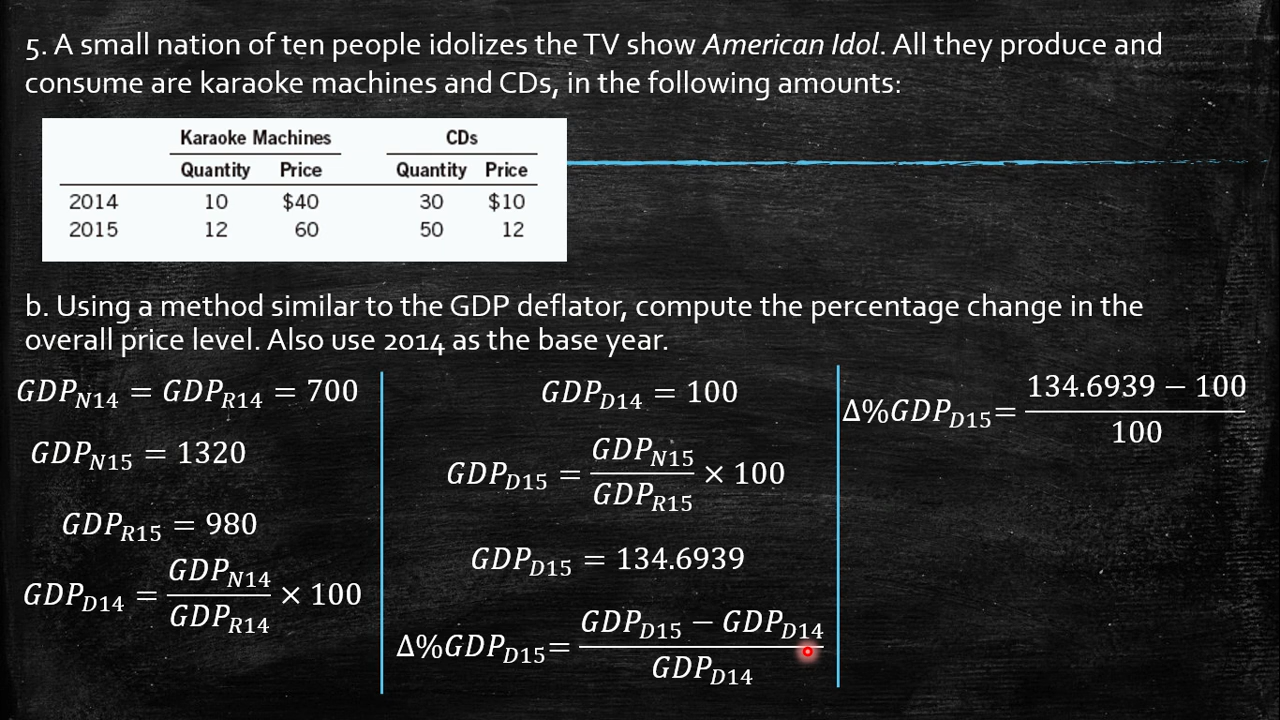 5. A small nation of ten people idolizes the TV show American Idol. All they produce and
consume are karaoke machines and CDs, in the following amounts:
Karaoke Machines CDs
Quantity Price Quantity Price
2014 10 $40 30 $10
2015 12 60 50 12
b. Using a method similar to the GDP deflator, compute the percentage change in the
overall price level. Also use 2014 as the base year.
GDP_N14 = GDP_R14 = 700
GDP_N15 = 1320
GDP_R15 = 980
GDP_D14 = GDP_N14 / GDP_R14 × 100
GDP_D14 = 100
GDP_D15 = GDP_N15 / GDP_R15 × 100
GDP_D15 = 134.6939
Δ%GDP_D15 = GDP_D15 − GDP_D14 / GDP_D14
Δ%GDP_D15 = 134.6939 − 100 / 100